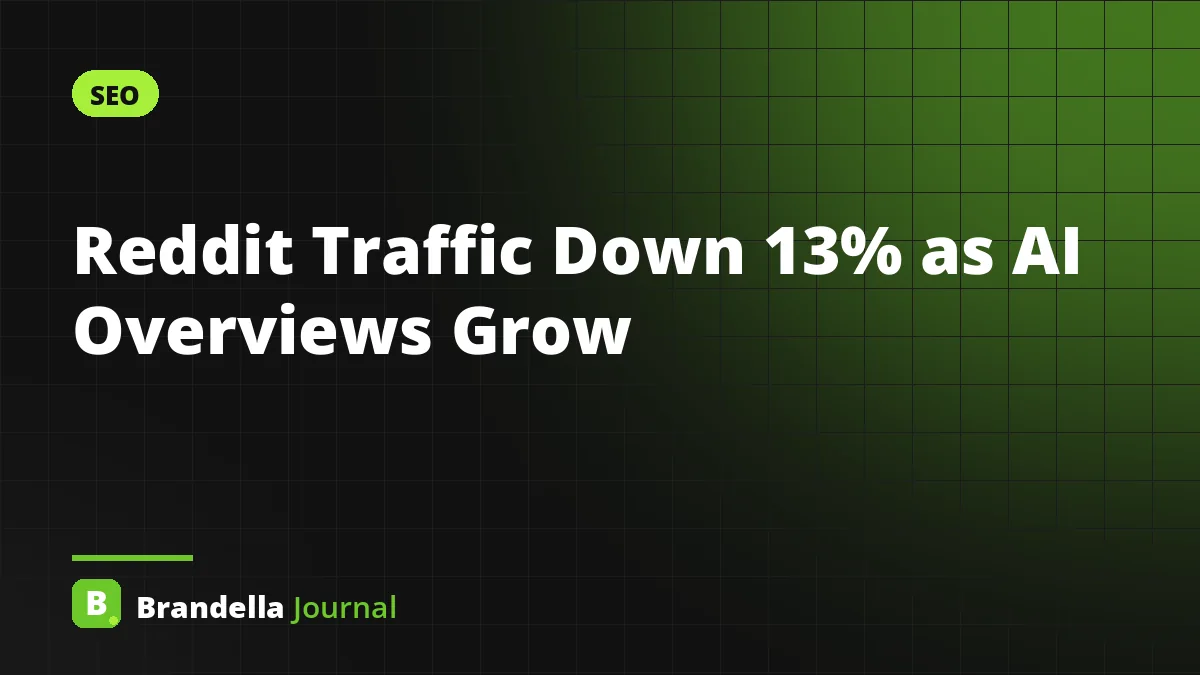 SEO
Reddit Traffic Down 13% as AI
Overviews Grow
B
Brandella Journal